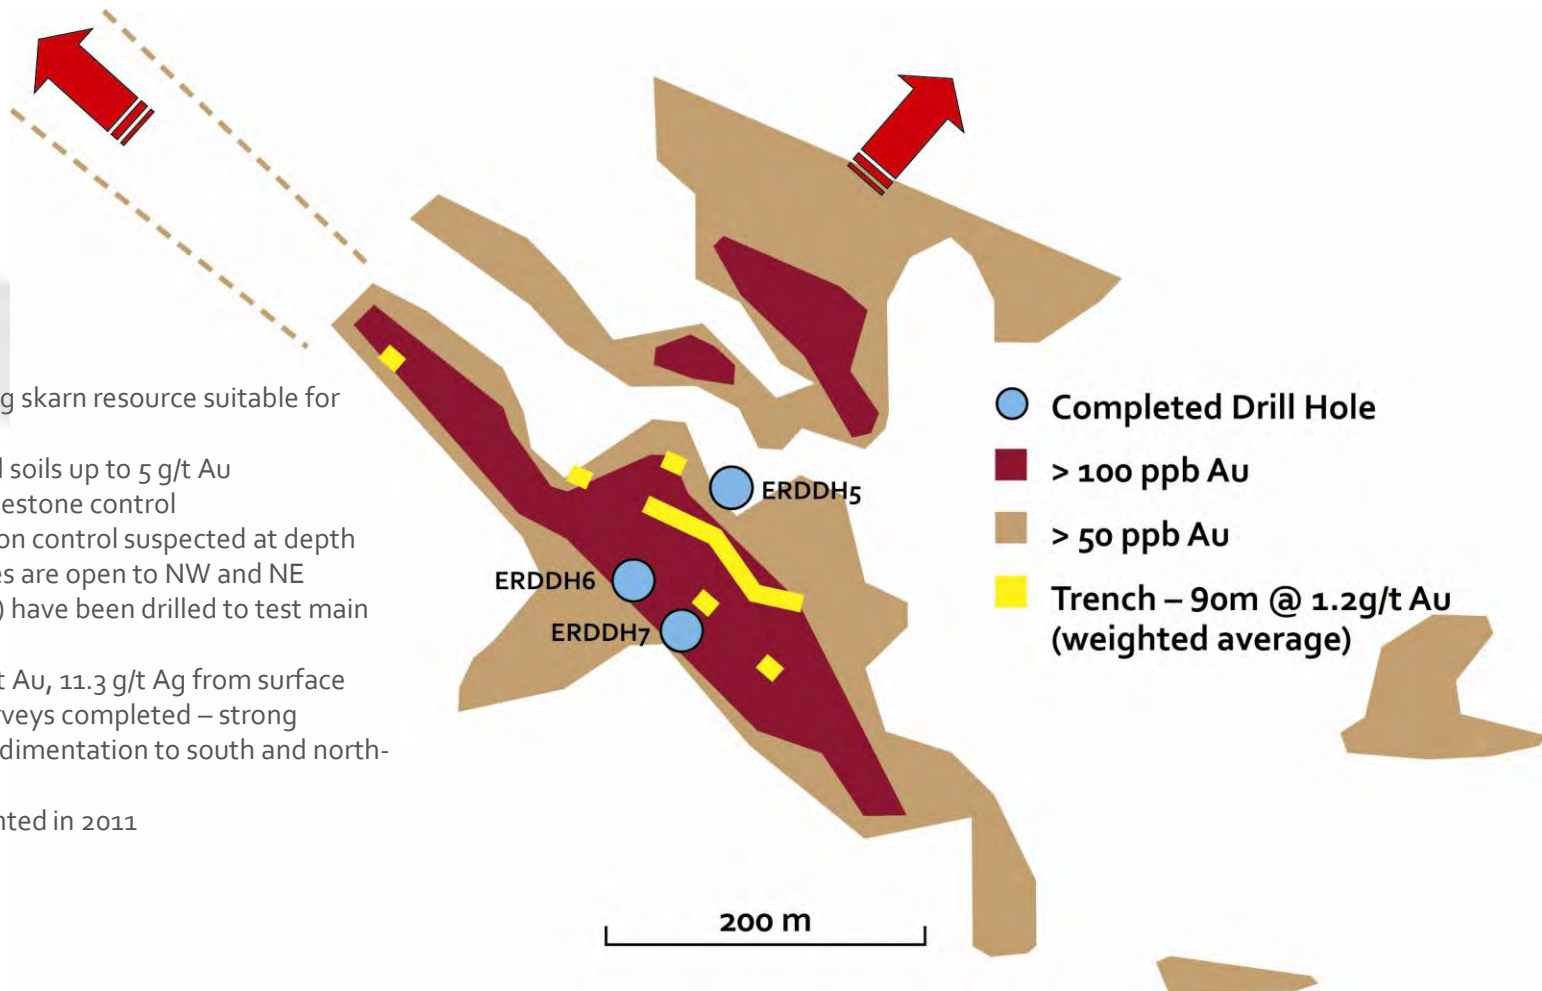 g skarn resource suitable for
l soils up to 5 g/t Au
estone control
on control suspected at depth
es are open to NW and NE
) have been drilled to test main
t Au, 11.3 g/t Ag from surface
rveys completed – strong
dimentation to south and north-
nted in 2011
ERDDH5
ERDDH6
ERDDH7
Completed Drill Hole
> 100 ppb Au
> 50 ppb Au
Trench – 90m @ 1.2g/t Au
(weighted average)
200 m